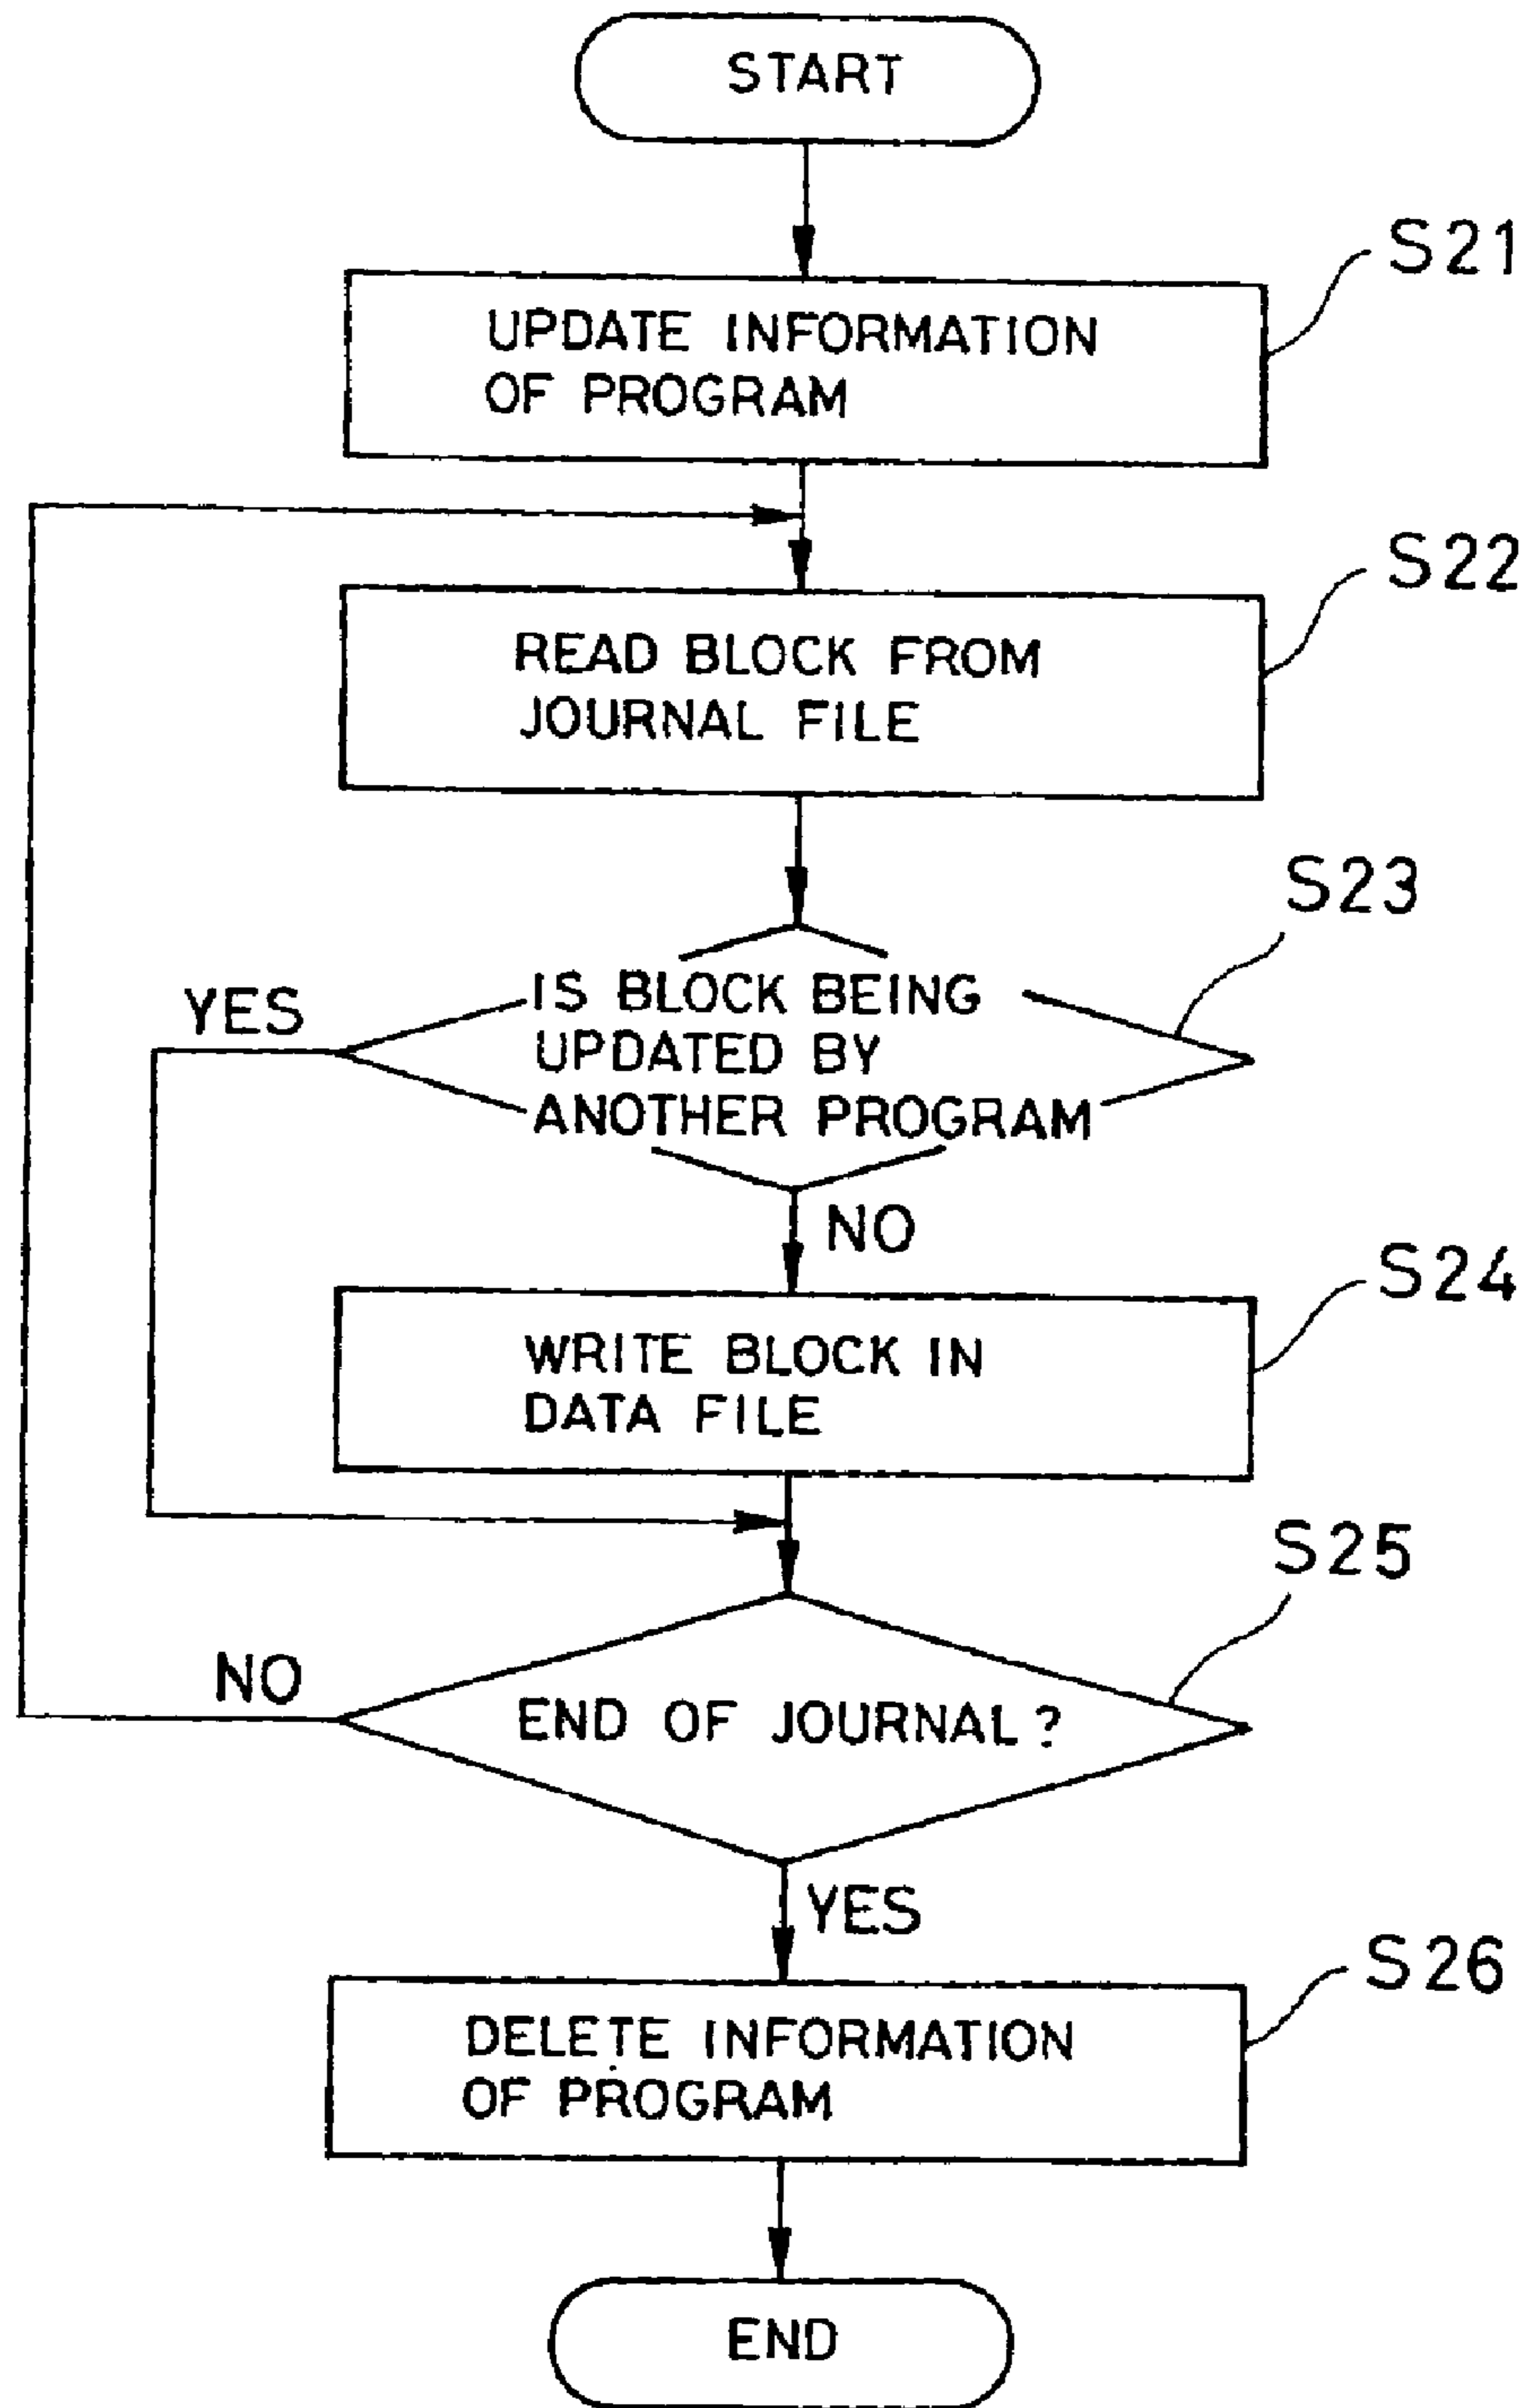 START
S21
UPDATE INFORMATION
OF PROGRAM
S22
READ BLOCK FROM
JOURNAL FILE
S23
YES
IS BLOCK BEING
UPDATED BY
ANOTHER PROGRAM
NO
S24
WRITE BLOCK IN
DATA FILE
S25
NO
END OF JOURNAL?
YES
S26
DELETE INFORMATION
OF PROGRAM
END